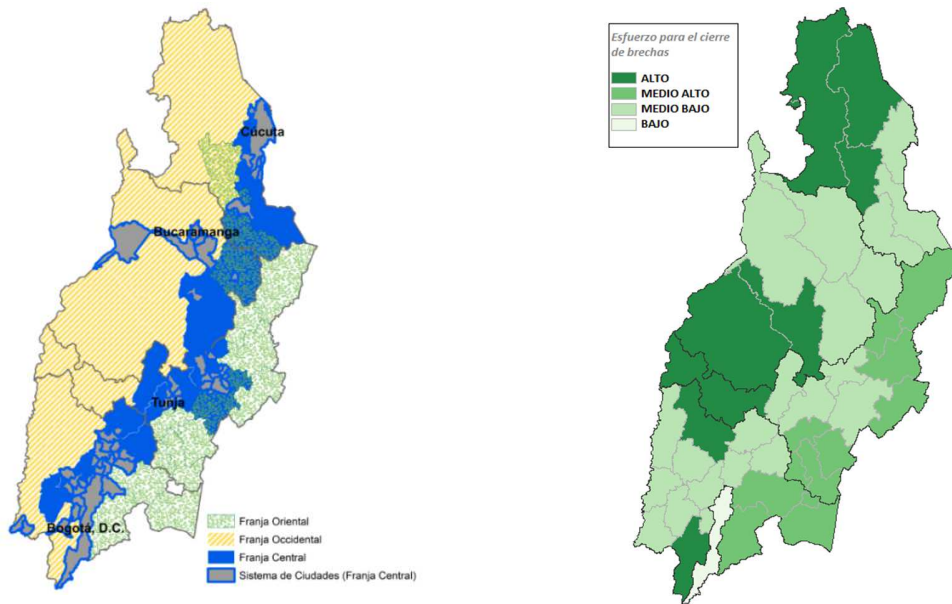 Cúcuta
Bucaramanga
Tunja
Bogotá, D.C.
Franja Oriental
Franja Occidental
Franja Central
Sistema de Ciudades (Franja Central)
Esfuerzo para el cierre
de brechas
ALTO
MEDIO ALTO
MEDIO BAJO
BAJO